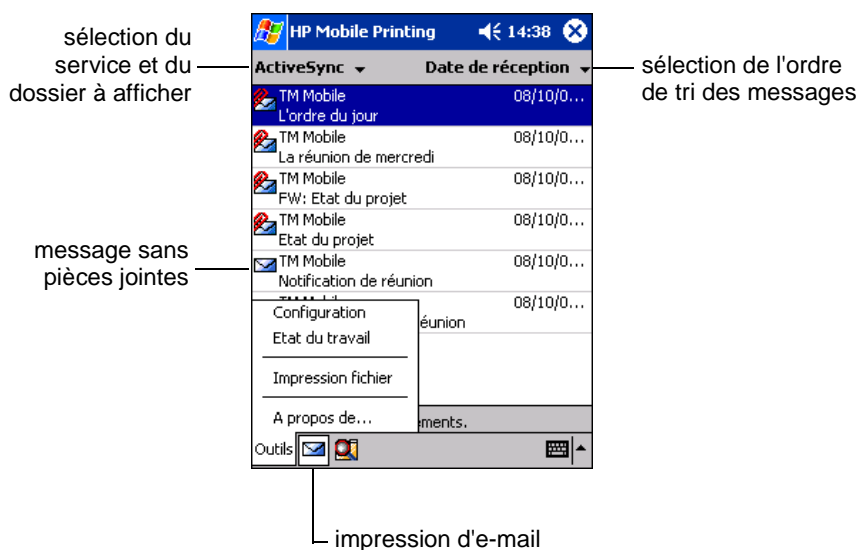 sélection du
service et du
dossier à afficher
HP Mobile Printing 14:38
ActiveSync Date de réception
sélection de l'ordre
de tri des messages
TM Mobile 08/10/0...
L'ordre du jour
TM Mobile 08/10/0...
La réunion de mercredi
TM Mobile 08/10/0...
FW: Etat du projet
TM Mobile 08/10/0...
Etat du projet
message sans
pièces jointes
TM Mobile 08/10/0...
Notification de réunion
08/10/0...
éunion
Configuration
Etat du travail
Impression fichier
A propos de...
ements.
Outils
impression d'e-mail